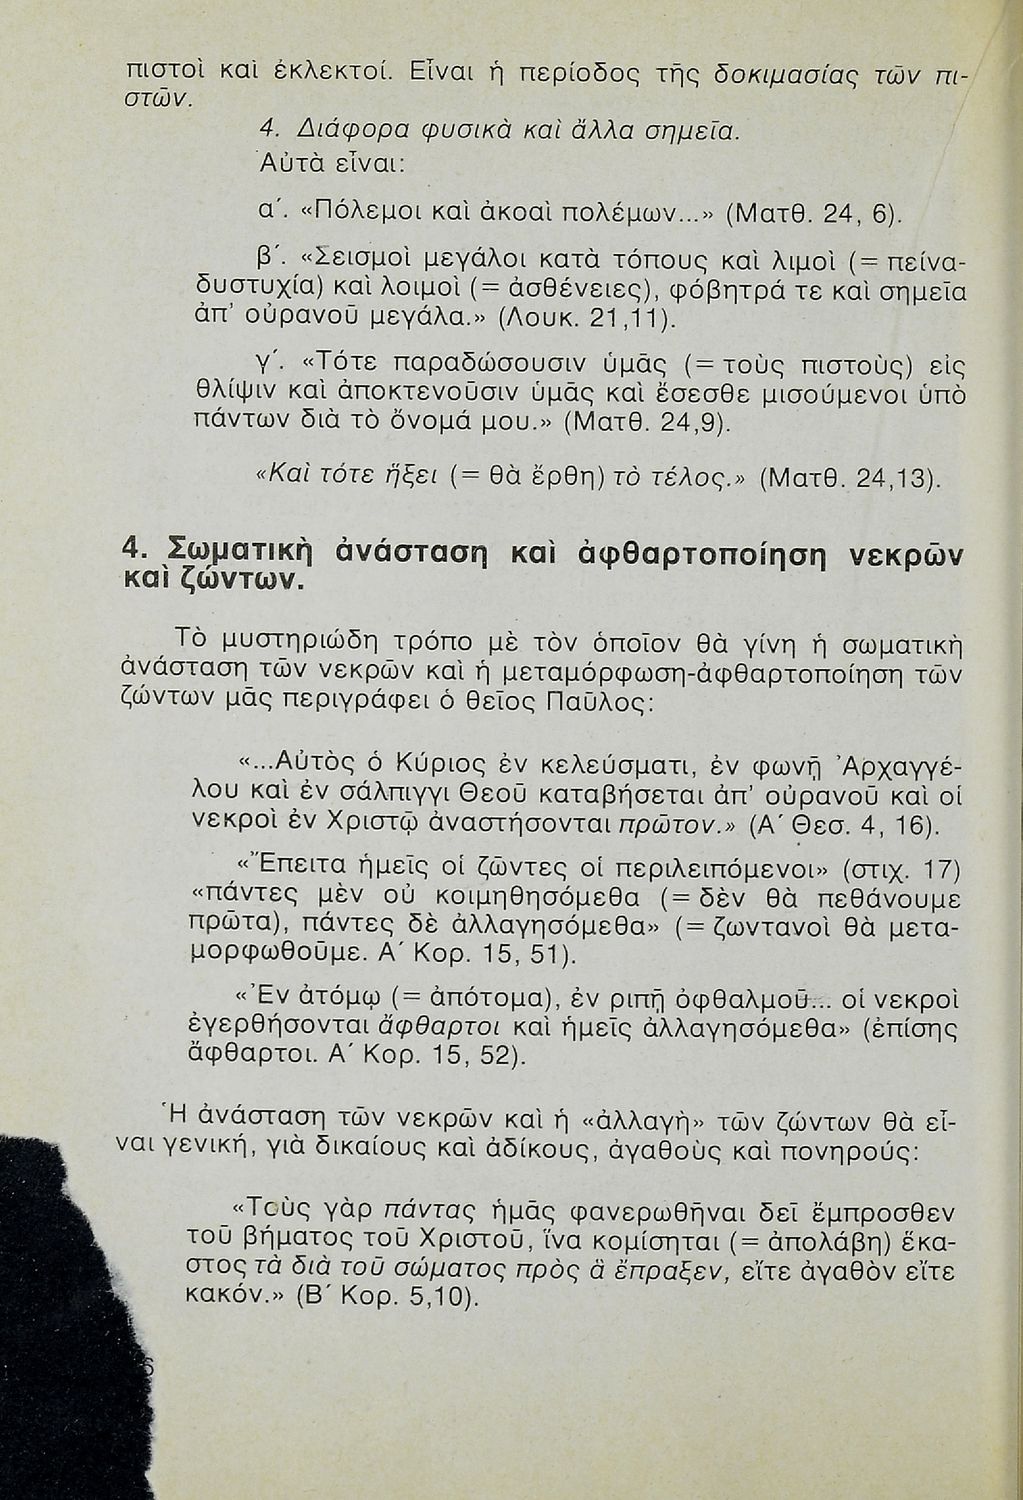 πιστοὶ καὶ ἐκλεκτοί. Εἶναι ἡ περίοδος τῆς δοκιμασίας τῶν πι-
στῶν.
4. Διάφορα φυσικὰ καὶ ἄλλα σημεῖα.
Αὐτὰ εἶναι:
α΄. «Πόλεμοι καὶ ἀκοαὶ πολέμων...» (Ματθ. 24, 6).
β΄. «Σεισμοὶ μεγάλοι κατὰ τόπους καὶ λιμοὶ (= πείνα-
δυστυχία) καὶ λοιμοὶ (= ἀσθένειες), φόβητρά τε καὶ σημεῖα
ἀπ' οὐρανοῦ μεγάλα.» (Λουκ. 21,11).
γ΄. «Τότε παραδώσουσιν ὑμᾶς (= τοὺς πιστοὺς) εἰς
θλίψιν καὶ ἀποκτενοῦσιν ὑμᾶς καὶ ἔσεσθε μισούμενοι ὑπὸ
πάντων διὰ τὸ ὄνομά μου.» (Ματθ. 24,9).
«Καὶ τότε ἥξει (= θὰ ἔρθη) τὸ τέλος.» (Ματθ. 24,13).
4. Σωματικὴ ἀνάσταση καὶ ἀφθαρτοποίηση νεκρῶν
καὶ ζώντων.
Τὸ μυστηριώδη τρόπο μὲ τὸν ὁποῖον θὰ γίνη ἡ σωματικὴ
ἀνάσταση τῶν νεκρῶν καὶ ἡ μεταμόρφωση-ἀφθαρτοποίηση τῶν
ζώντων μᾶς περιγράφει ὁ θεῖος Παῦλος:
«...Αὐτὸς ὁ Κύριος ἐν κελεύσματι, ἐν φωνῇ Ἀρχαγγέ-
λου καὶ ἐν σάλπιγγι Θεοῦ καταβήσεται ἀπ' οὐρανοῦ καὶ οἱ
νεκροὶ ἐν Χριστῷ ἀναστήσονται πρῶτον.» (Α΄ Θεσ. 4, 16).
«Ἔπειτα ἡμεῖς οἱ ζῶντες οἱ περιλειπόμενοι» (στιχ. 17)
«πάντες μὲν οὐ κοιμηθησόμεθα (= δὲν θὰ πεθάνουμε
πρῶτα), πάντες δὲ ἀλλαγησόμεθα» (= ζωντανοὶ θὰ μετα-
μορφωθοῦμε. Α΄ Κορ. 15, 51).
«Ἐν ἀτόμῳ (= ἀπότομα), ἐν ριπῇ ὀφθαλμοῦ... οἱ νεκροὶ
ἐγερθήσονται ἄφθαρτοι καὶ ἡμεῖς ἀλλαγησόμεθα» (ἐπίσης
ἄφθαρτοι. Α΄ Κορ. 15, 52).
Ἡ ἀνάσταση τῶν νεκρῶν καὶ ἡ «ἀλλαγὴ» τῶν ζώντων θὰ εἶ-
ναι γενική, γιὰ δικαίους καὶ ἀδίκους, ἀγαθοὺς καὶ πονηρούς:
«Τοὺς γὰρ πάντας ἡμᾶς φανερωθῆναι δεῖ ἔμπροσθεν
τοῦ βήματος τοῦ Χριστοῦ, ἵνα κομίσηται (= ἀπολάβη) ἕκα-
στος τὰ διὰ τοῦ σώματος πρὸς ἃ ἔπραξεν, εἴτε ἀγαθὸν εἴτε
κακόν.» (Β΄ Κορ. 5,10).